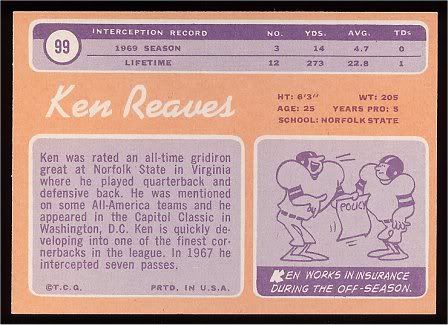 99
INTERCEPTION RECORD NO. YDS. AVG. TDs
1969 SEASON 3 14 4.7 0
LIFETIME 12 273 22.8 1
Ken Reaves
HT: 6'3" WT: 205
AGE: 25 YEARS PRO: 5
SCHOOL: NORFOLK STATE
Ken was rated an all-time gridiron
great at Norfolk State in Virginia
where he played quarterback and
defensive back. He was mentioned
on some All-America teams and he
appeared in the Capitol Classic in
Washington, D.C. Ken is quickly de-
veloping into one of the finest cor-
nerbacks in the league. In 1967 he
intercepted seven passes.
©T.C.G. PRTD. IN U.S.A.
POLICY
KEN WORKS IN INSURANCE
DURING THE OFF-SEASON.